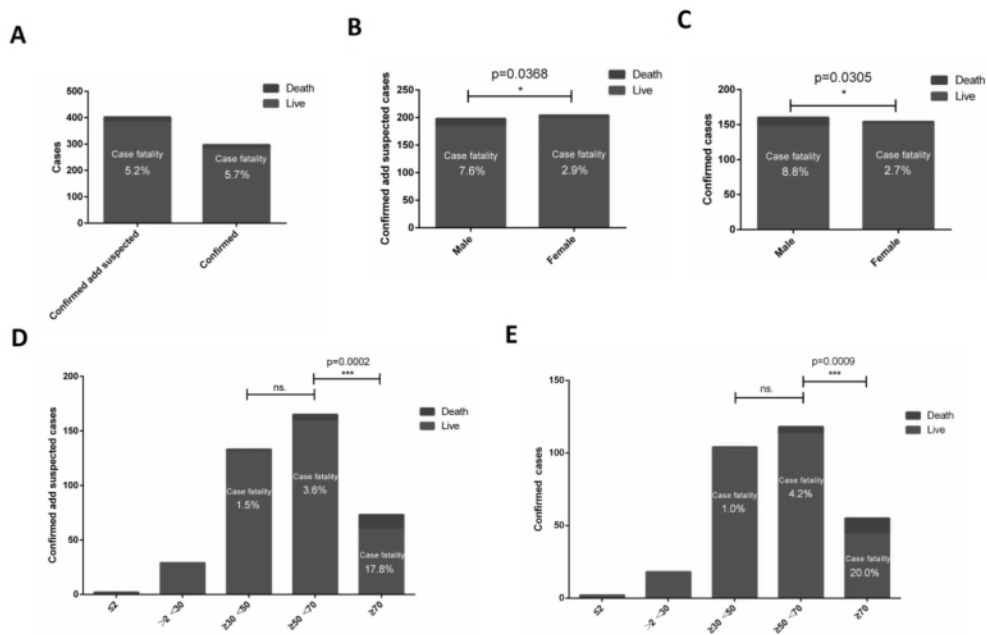 A
Death
Live
500
400
300
200
100
0
Cases
Case fatality
5.2%
Case fatality
5.7%
Confirmed add suspected
Confirmed
B
p=0.0368
*
Death
Live
250
200
150
100
50
0
Confirmed add suspected cases
Case fatality
7.6%
Case fatality
2.9%
Male
Female
C
p=0.0305
*
Death
Live
200
150
100
50
0
Confirmed cases
Case fatality
8.8%
Case fatality
2.7%
Male
Female
D
p=0.0002
***
ns.
Death
Live
200
150
100
50
0
Confirmed add suspected cases
Case fatality
1.5%
Case fatality
3.6%
Case fatality
17.8%
≤2
>2 <30
≥30 <50
≥50 <70
≥70
E
p=0.0009
***
ns.
Death
Live
150
100
50
0
Confirmed cases
Case fatality
1.0%
Case fatality
4.2%
Case fatality
20.0%
≤2
>2 <30
≥30 <50
≥50 <70
≥70